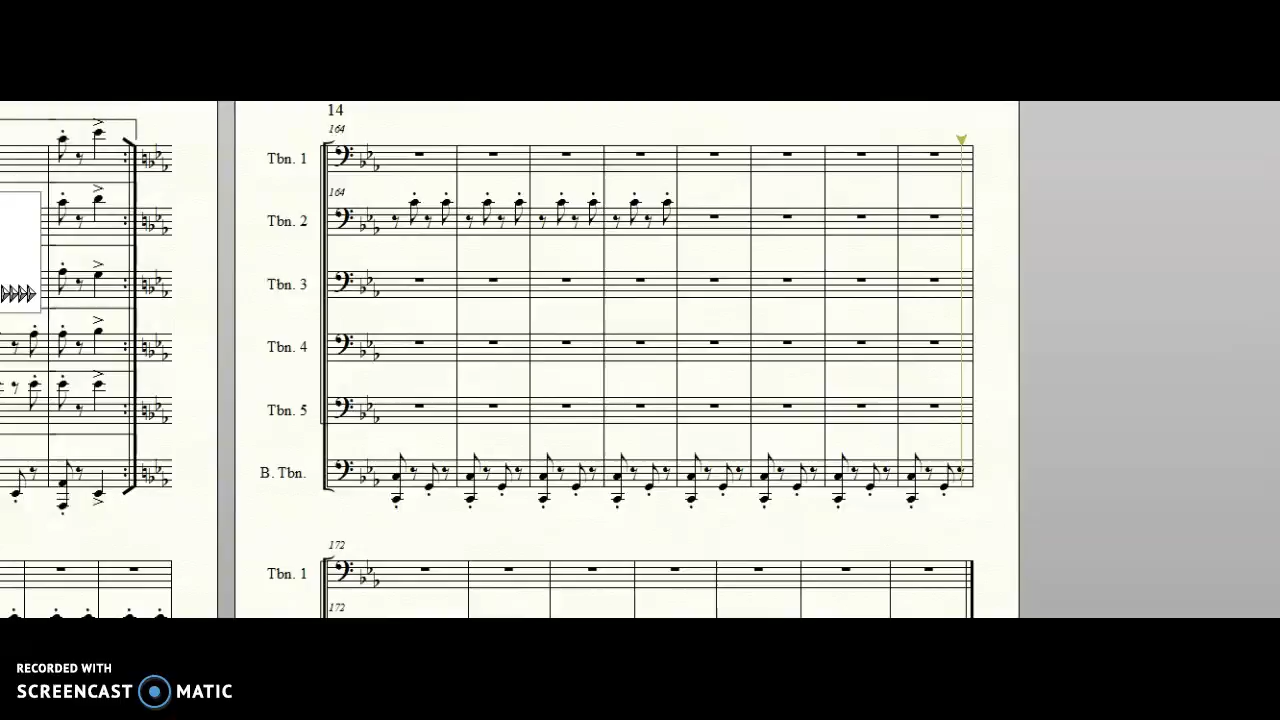 14
164
Tbn. 1
164
Tbn. 2
Tbn. 3
Tbn. 4
Tbn. 5
B. Tbn.
172
Tbn. 1
172
RECORDED WITH
SCREENCAST MATIC